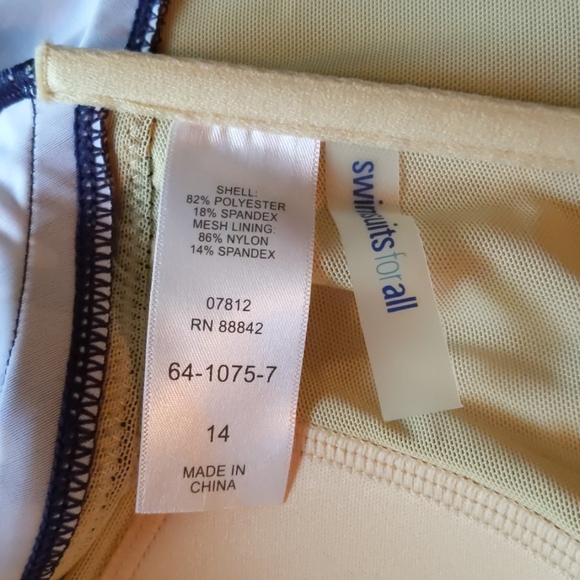 SHELL:
82% POLYESTER
18% SPANDEX
MESH LINING:
86% NYLON
14% SPANDEX
07812
RN 88842
64-1075-7
14
MADE IN
CHINA
swimsuitsforall